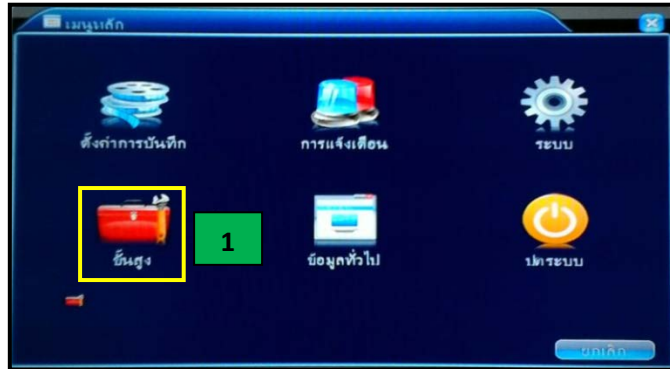 เมนูหลัก
ตั้งค่าการบันทึก
การแจ้งเตือน
ระบบ
ขั้นสูง
1
ข้อมูลทั่วไป
ปดระบบ
ยกเลิก